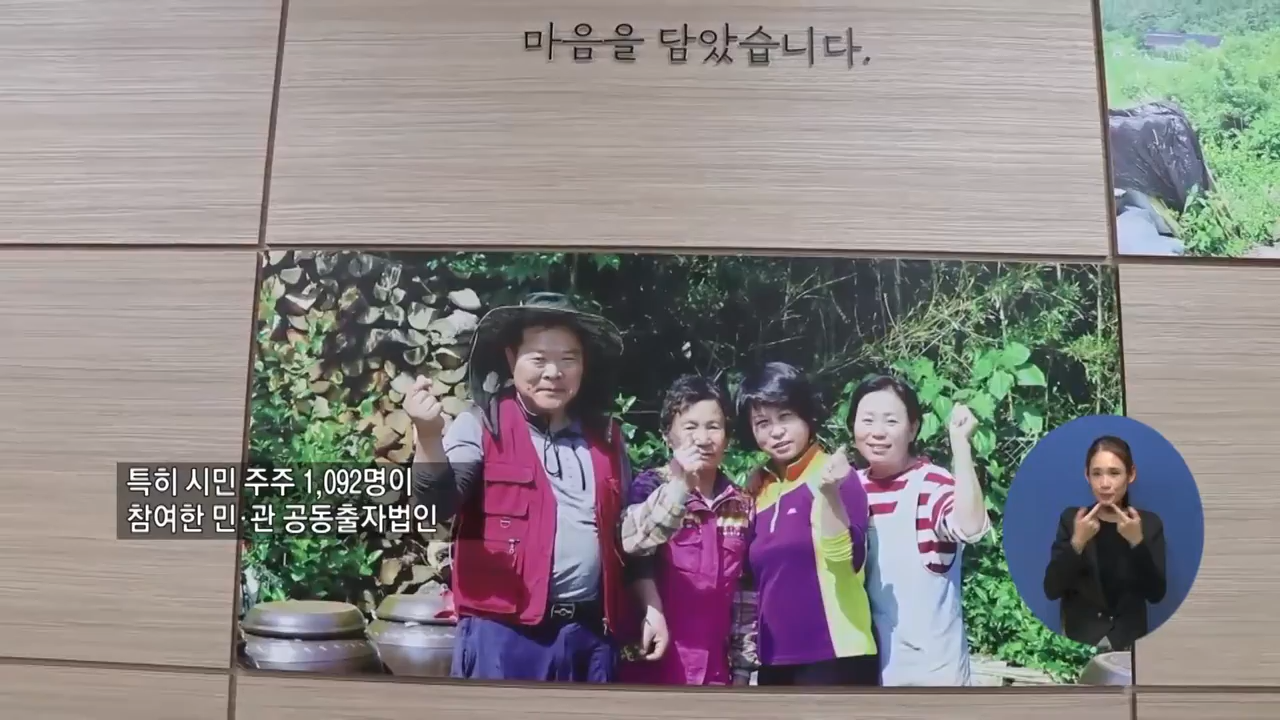 마음을 담았습니다.
특히 시민 주주 1,092명이
참여한 민·관 공동출자법인